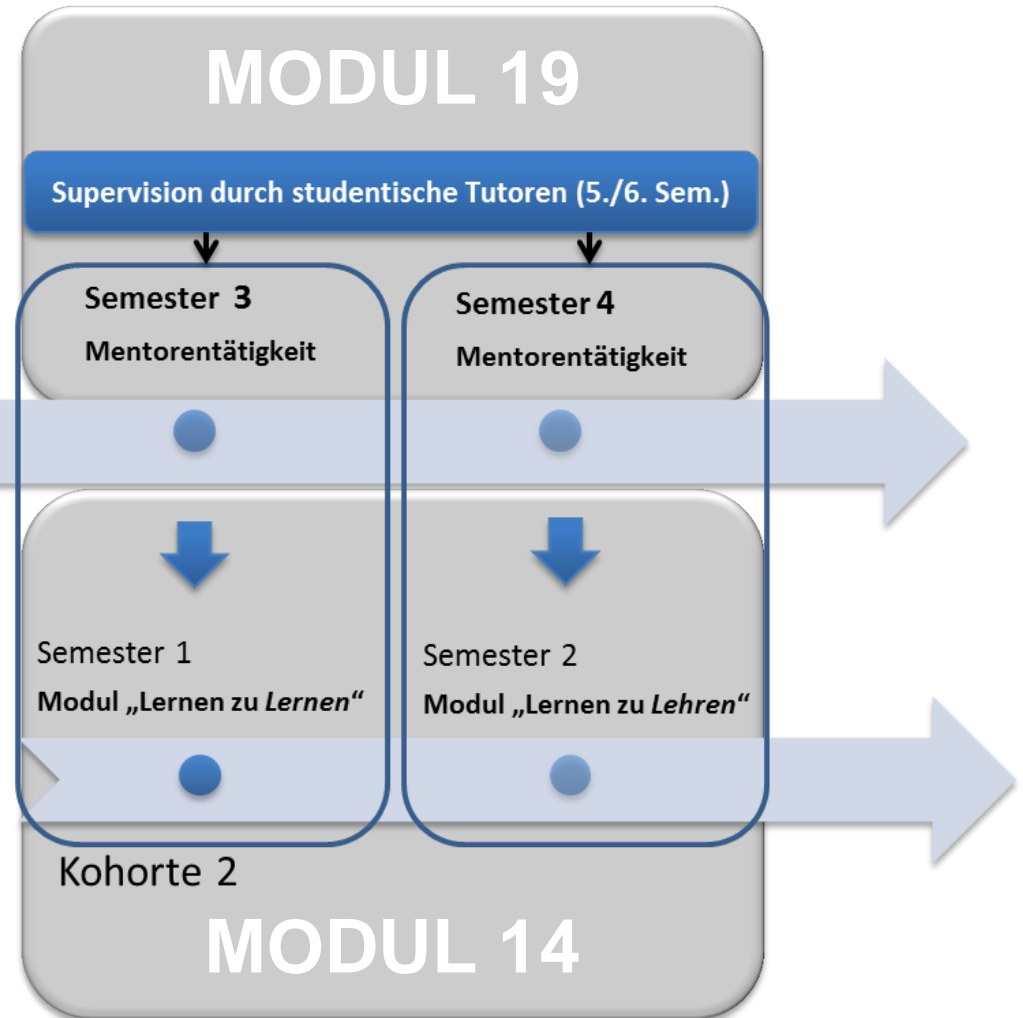 MODUL 19
Supervision durch studentische Tutoren (5./6. Sem.)
Semester 3
Mentorentätigkeit
Semester 4
Mentorentätigkeit
Semester 1
Modul „Lernen zu Lernen“
Semester 2
Modul „Lernen zu Lehren“
Kohorte 2
MODUL 14